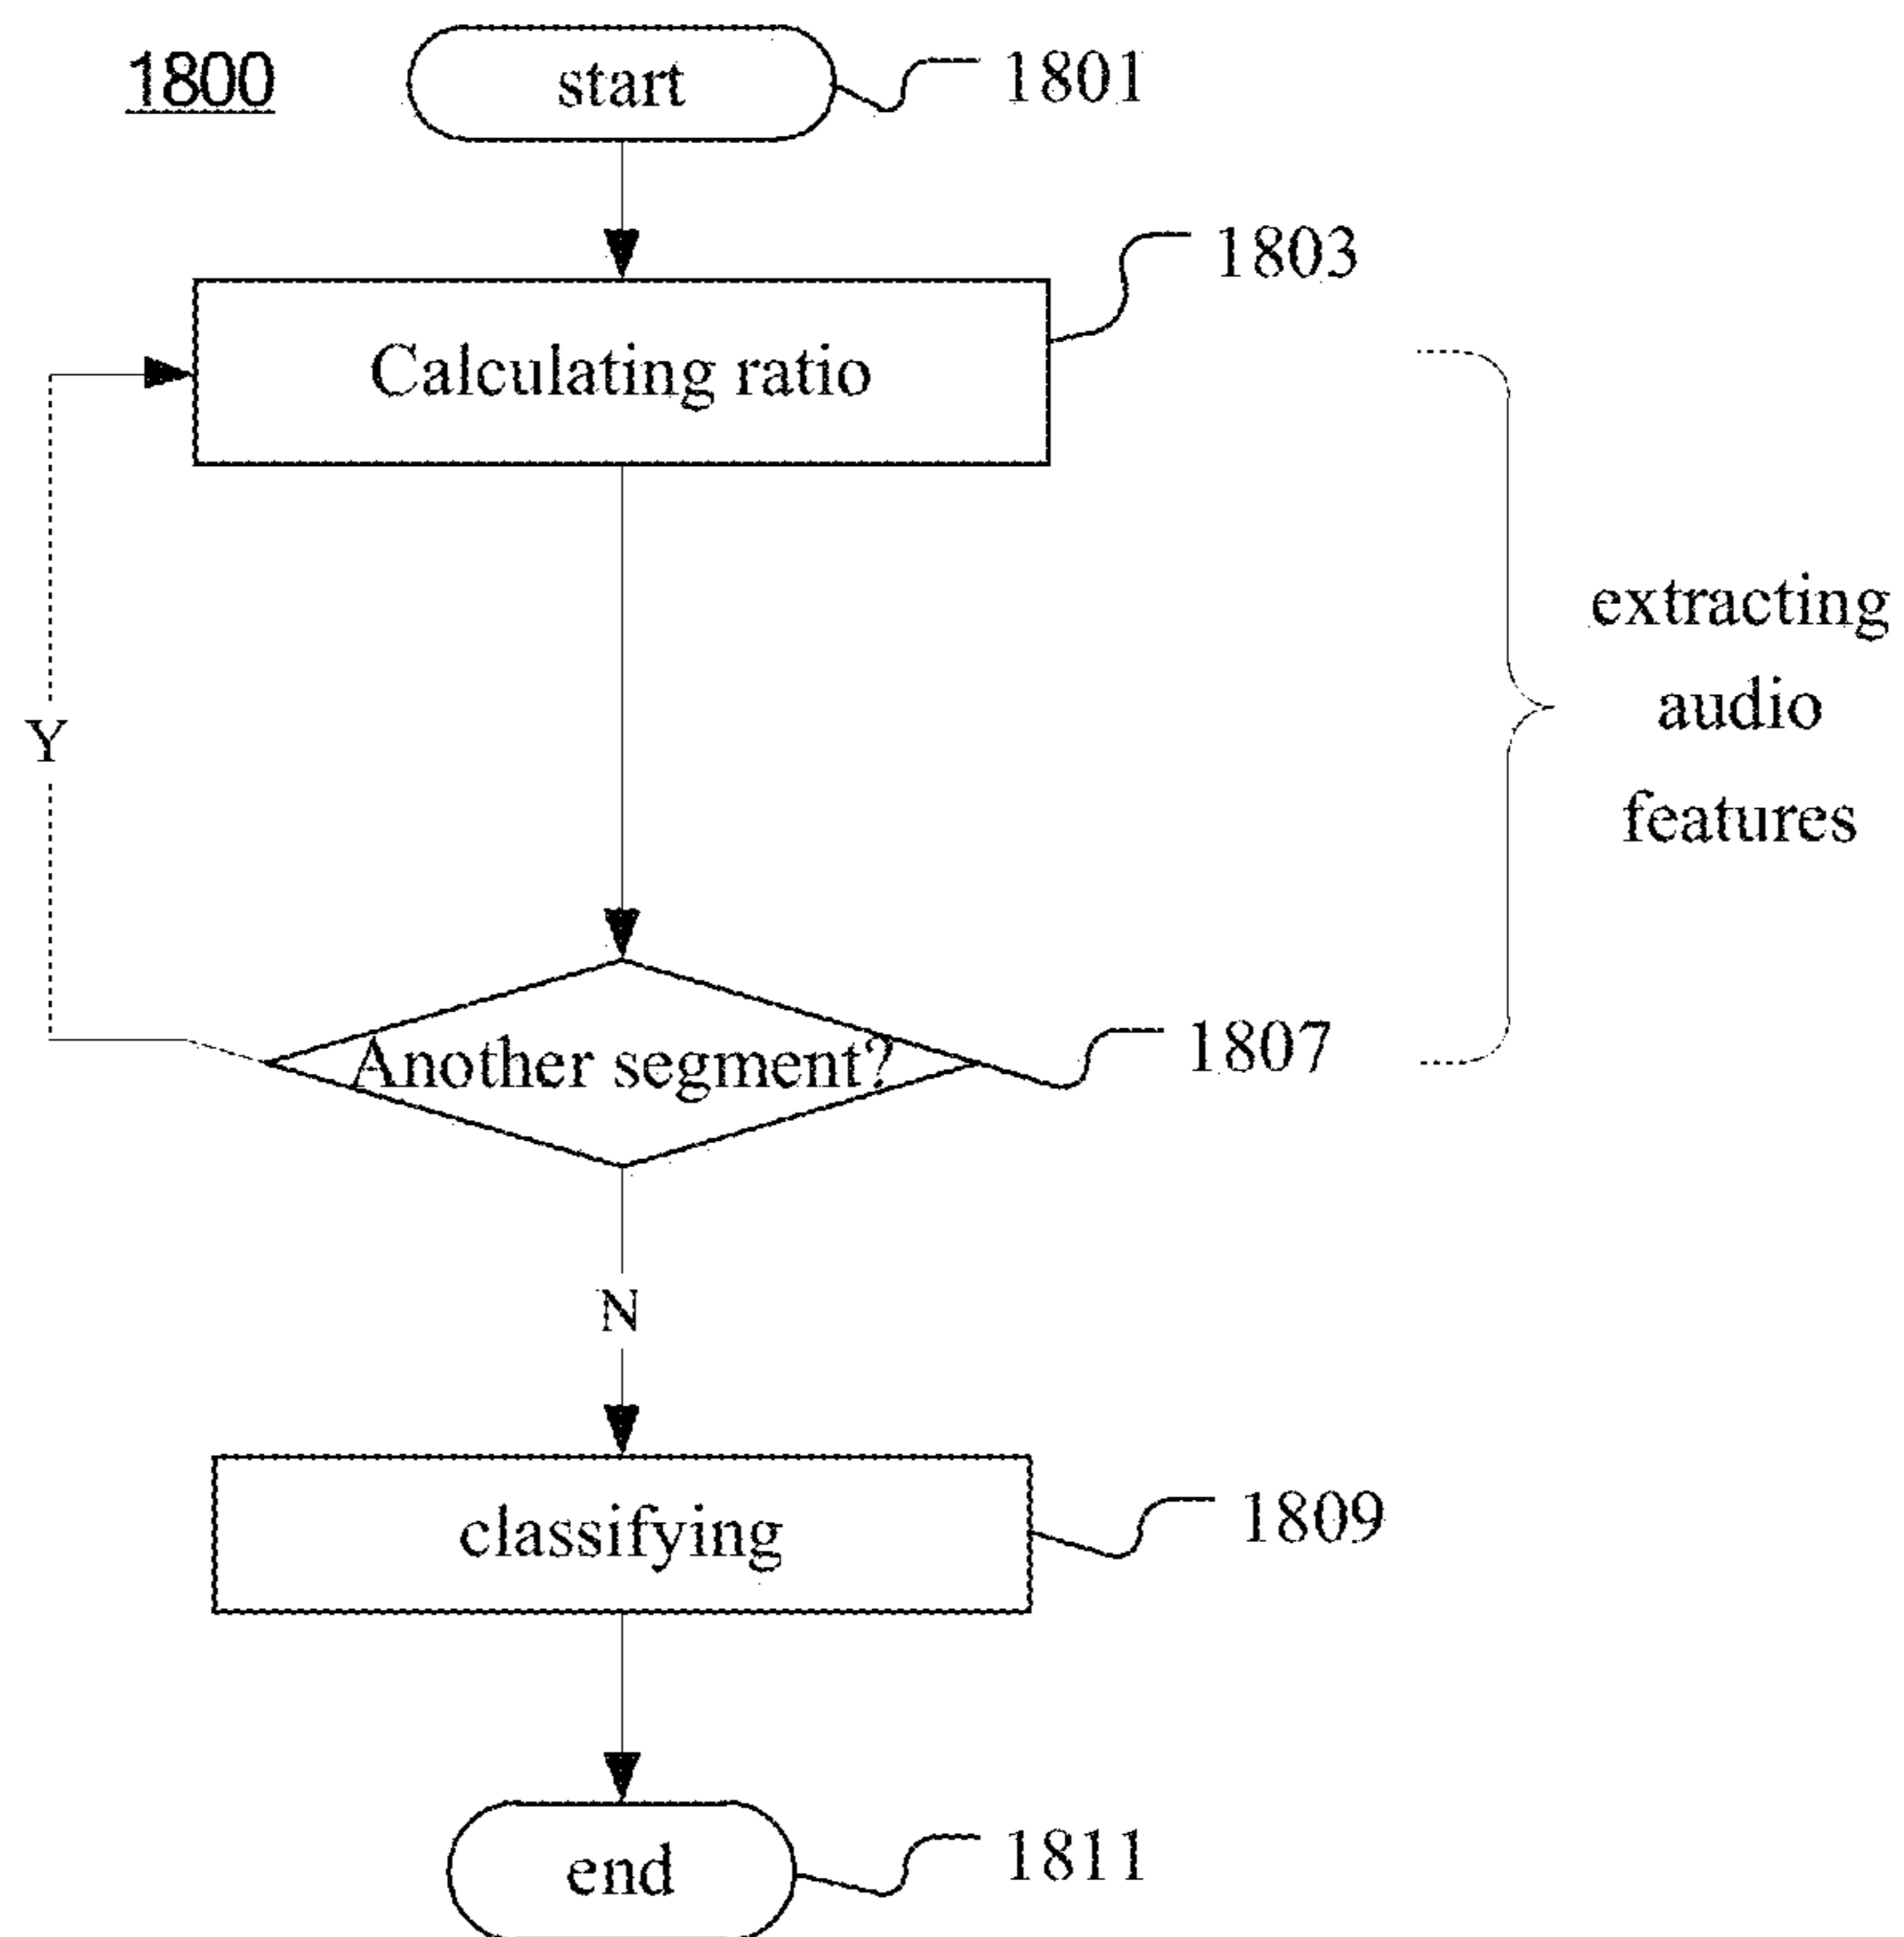 1800
start
1801
1803
Calculating ratio
extracting
audio
features
Y
Another segment?
1807
N
classifying
1809
end
1811